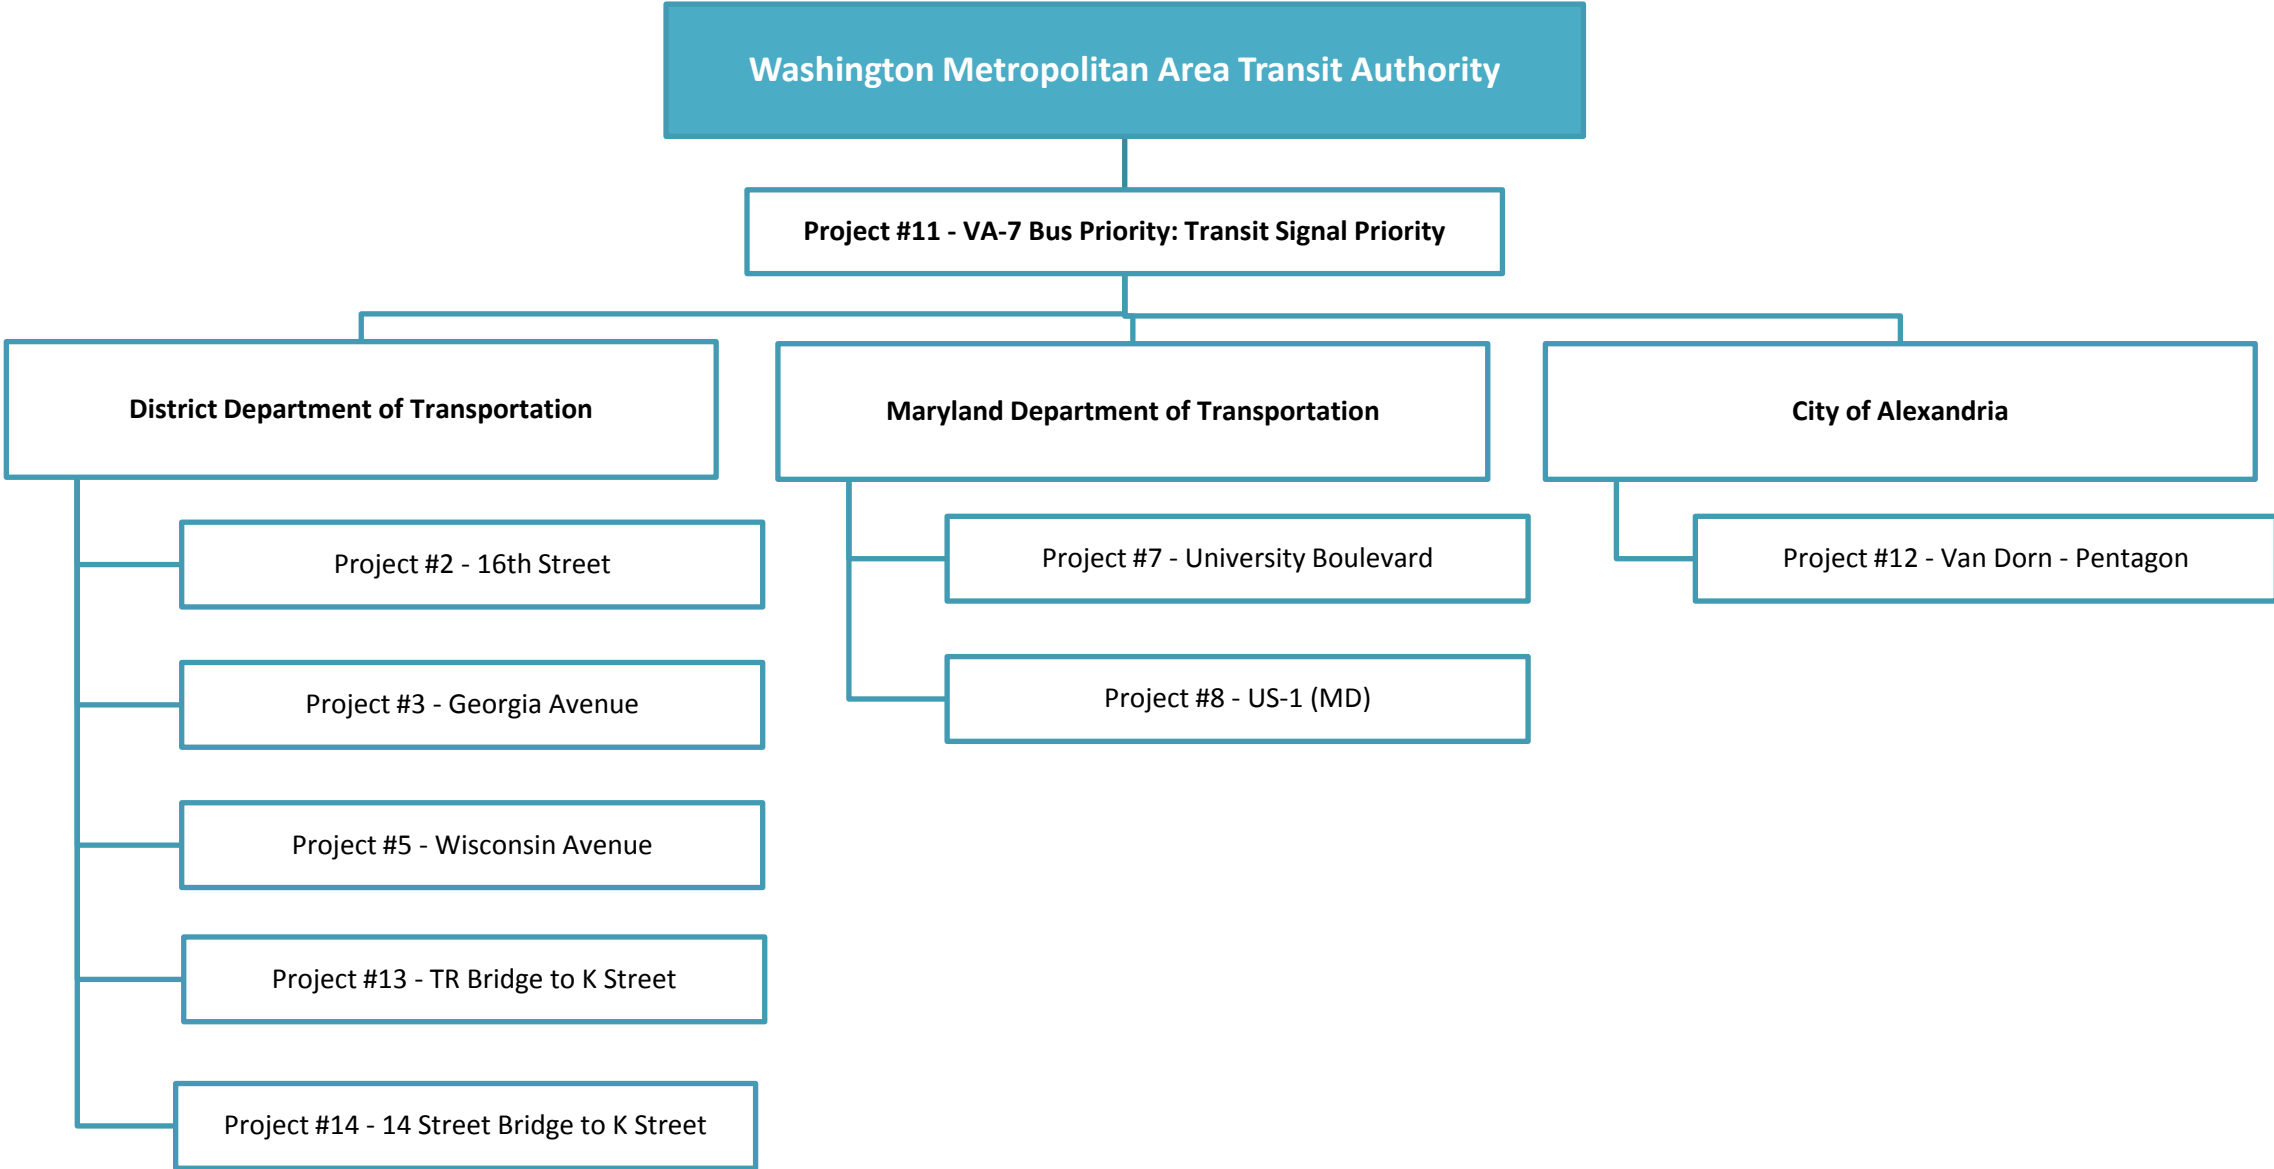 Washington Metropolitan Area Transit Authority
Project #11 - VA-7 Bus Priority: Transit Signal Priority
District Department of Transportation
Project #2 - 16th Street
Project #3 - Georgia Avenue
Project #5 - Wisconsin Avenue
Project #13 - TR Bridge to K Street
Project #14 - 14 Street Bridge to K Street
Maryland Department of Transportation
Project #7 - University Boulevard
Project #8 - US-1 (MD)
City of Alexandria
Project #12 - Van Dorn - Pentagon